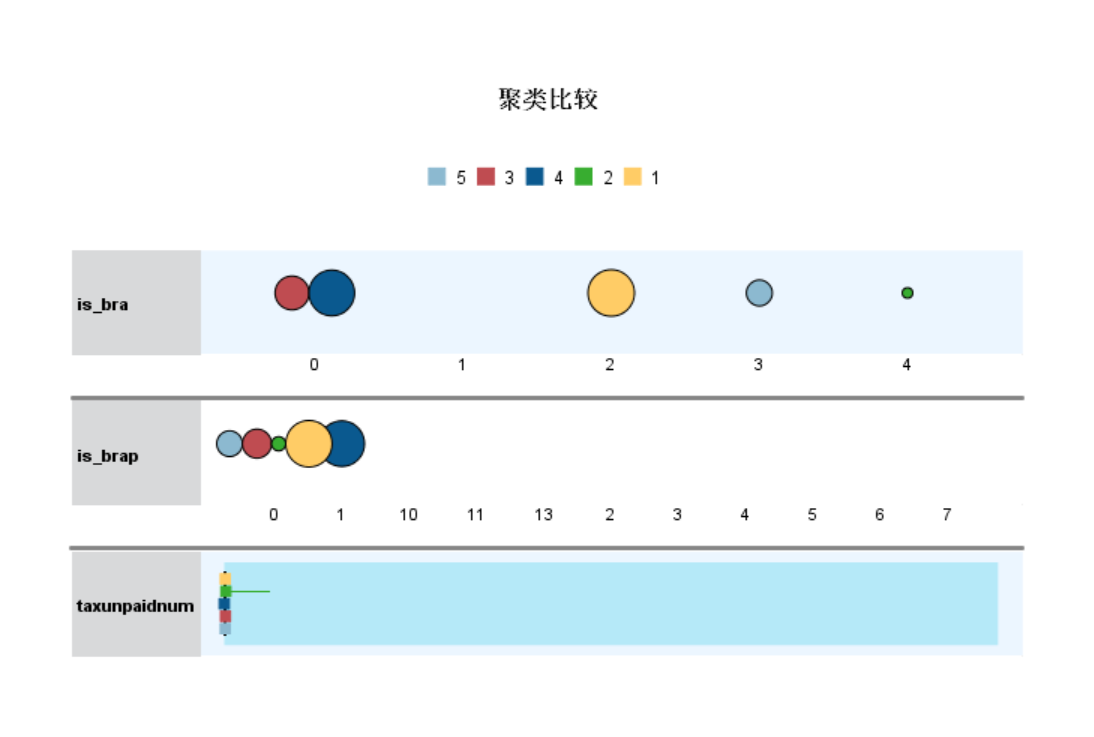 聚类比较
5 3 4 2 1
is_bra
0 1 2 3 4
is_brap
0 1 10 11 13 2 3 4 5 6 7
taxunpaidnum